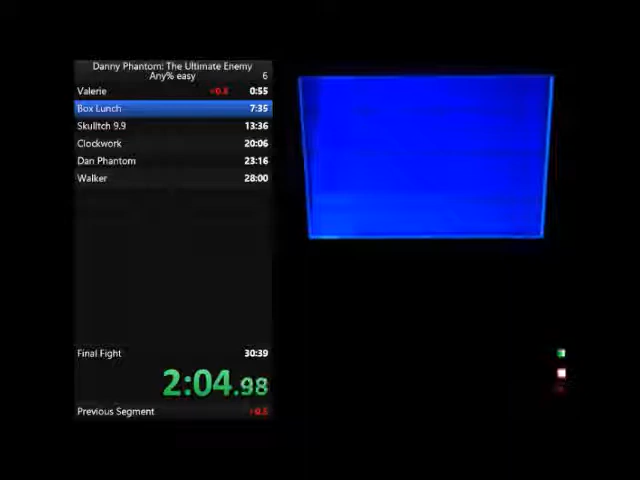 Danny Phantom: The Ultimate Enemy
Any% easy 6
Valerie +0.8 0:55
Box Lunch 7:35
Skulltch 9.9 13:36
Clockwork 20:06
Dan Phantom 23:16
Walker 28:00
Final Fight 30:39
2:04.98
Previous Segment +0.5